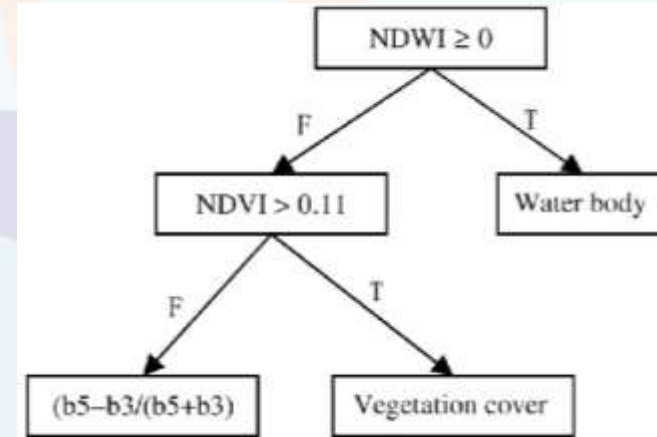 NDWI ≥ 0
F
T
NDVI > 0.11
Water body
F
T
(b5–b3/(b5+b3)
Vegetation cover